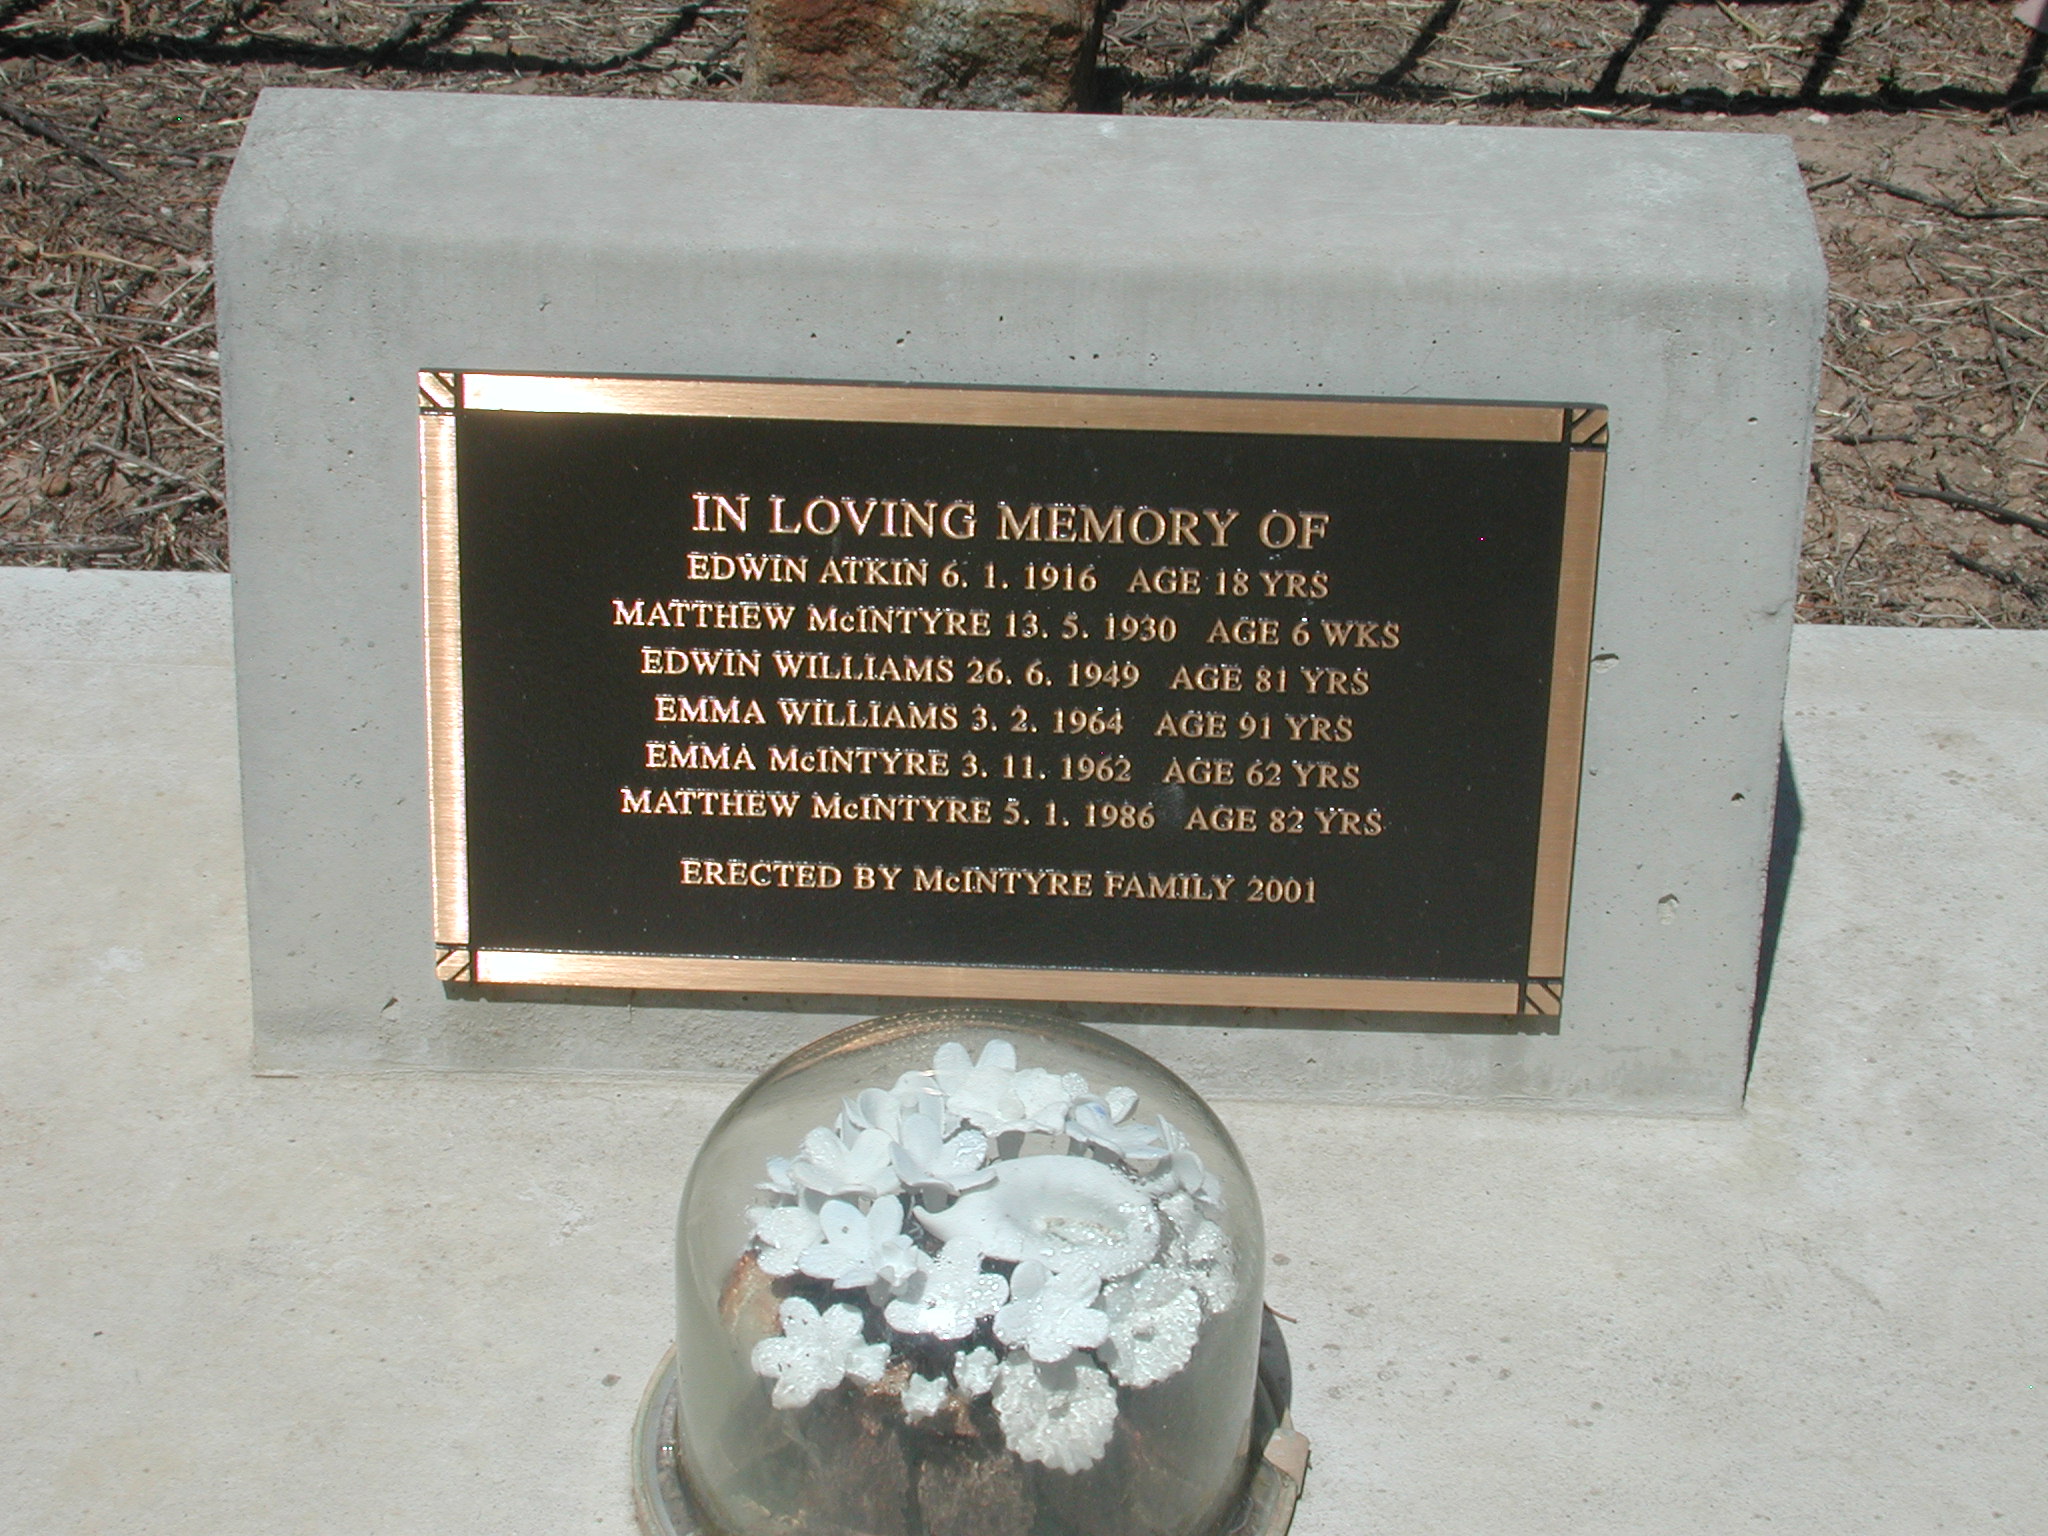 IN LOVING MEMORY OF
EDWIN ATKIN 6. 1. 1916 AGE 18 YRS
MATTHEW McINTYRE 13. 5. 1930 AGE 6 WKS
EDWIN WILLIAMS 26. 6. 1949 AGE 81 YRS
EMMA WILLIAMS 3. 2. 1964 AGE 91 YRS
EMMA McINTYRE 3. 11. 1962 AGE 62 YRS
MATTHEW McINTYRE 5. 1. 1986 AGE 82 YRS
ERECTED BY McINTYRE FAMILY 2001